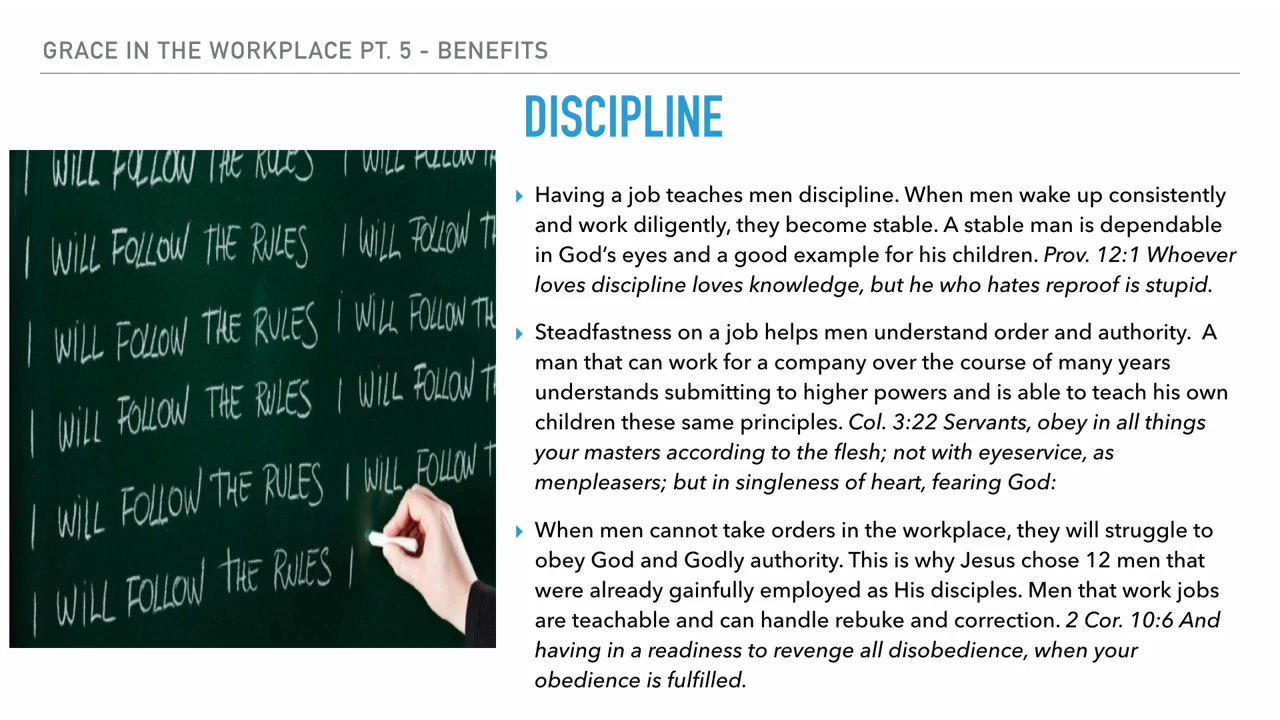 GRACE IN THE WORKPLACE PT. 5 - BENEFITS
DISCIPLINE
I WILL FOLLOW THE RULES I WILL FOLLOW TH
I WILL FOLLOW THE RULES I WILL FOLLOW TH
I WILL FOLLOW THE RULES I WILL FOLLOW THE
I WILL FOLLOW THE RULES I WILL FOLLOW T
I WILL FOLLOW THE RULES I WILL FOLLOW T
I WILL FOLLOW THE RULES I
Having a job teaches men discipline. When men wake up consistently
and work diligently, they become stable. A stable man is dependable
in God’s eyes and a good example for his children. Prov. 12:1 Whoever
loves discipline loves knowledge, but he who hates reproof is stupid.
Steadfastness on a job helps men understand order and authority.  A
man that can work for a company over the course of many years
understands submitting to higher powers and is able to teach his own
children these same principles. Col. 3:22 Servants, obey in all things
your masters according to the flesh; not with eyeservice, as
menpleasers; but in singleness of heart, fearing God:
When men cannot take orders in the workplace, they will struggle to
obey God and Godly authority. This is why Jesus chose 12 men that
were already gainfully employed as His disciples. Men that work jobs
are teachable and can handle rebuke and correction. 2 Cor. 10:6 And
having in a readiness to revenge all disobedience, when your
obedience is fulfilled.